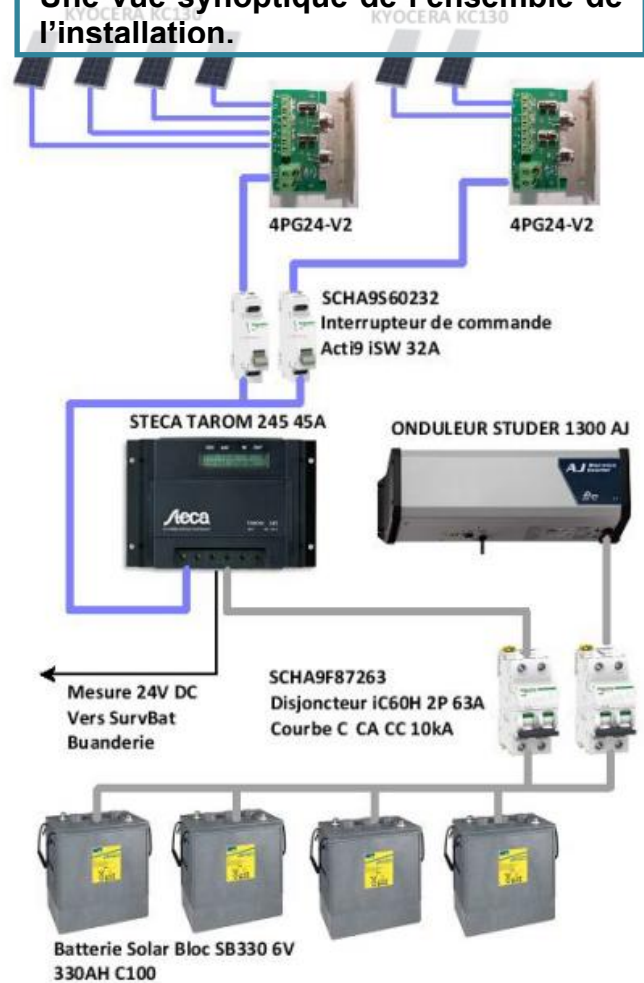 Une vue synoptique de l'ensemble de
l'installation.
KYOCERA KC130
KYOCERA KC130
4PG24-V2
4PG24-V2
SCHA9S60232
Interrupteur de commande
Acti9 iSW 32A
STECA TAROM 245 45A
ONDULEUR STUDER 1300 AJ
Steca
AJ
Mesure 24V DC
Vers SurvBat
Buanderie
SCHA9F87263
Disjoncteur iC60H 2P 63A
Courbe C CA CC 10kA
Batterie Solar Bloc SB330 6V
330AH C100